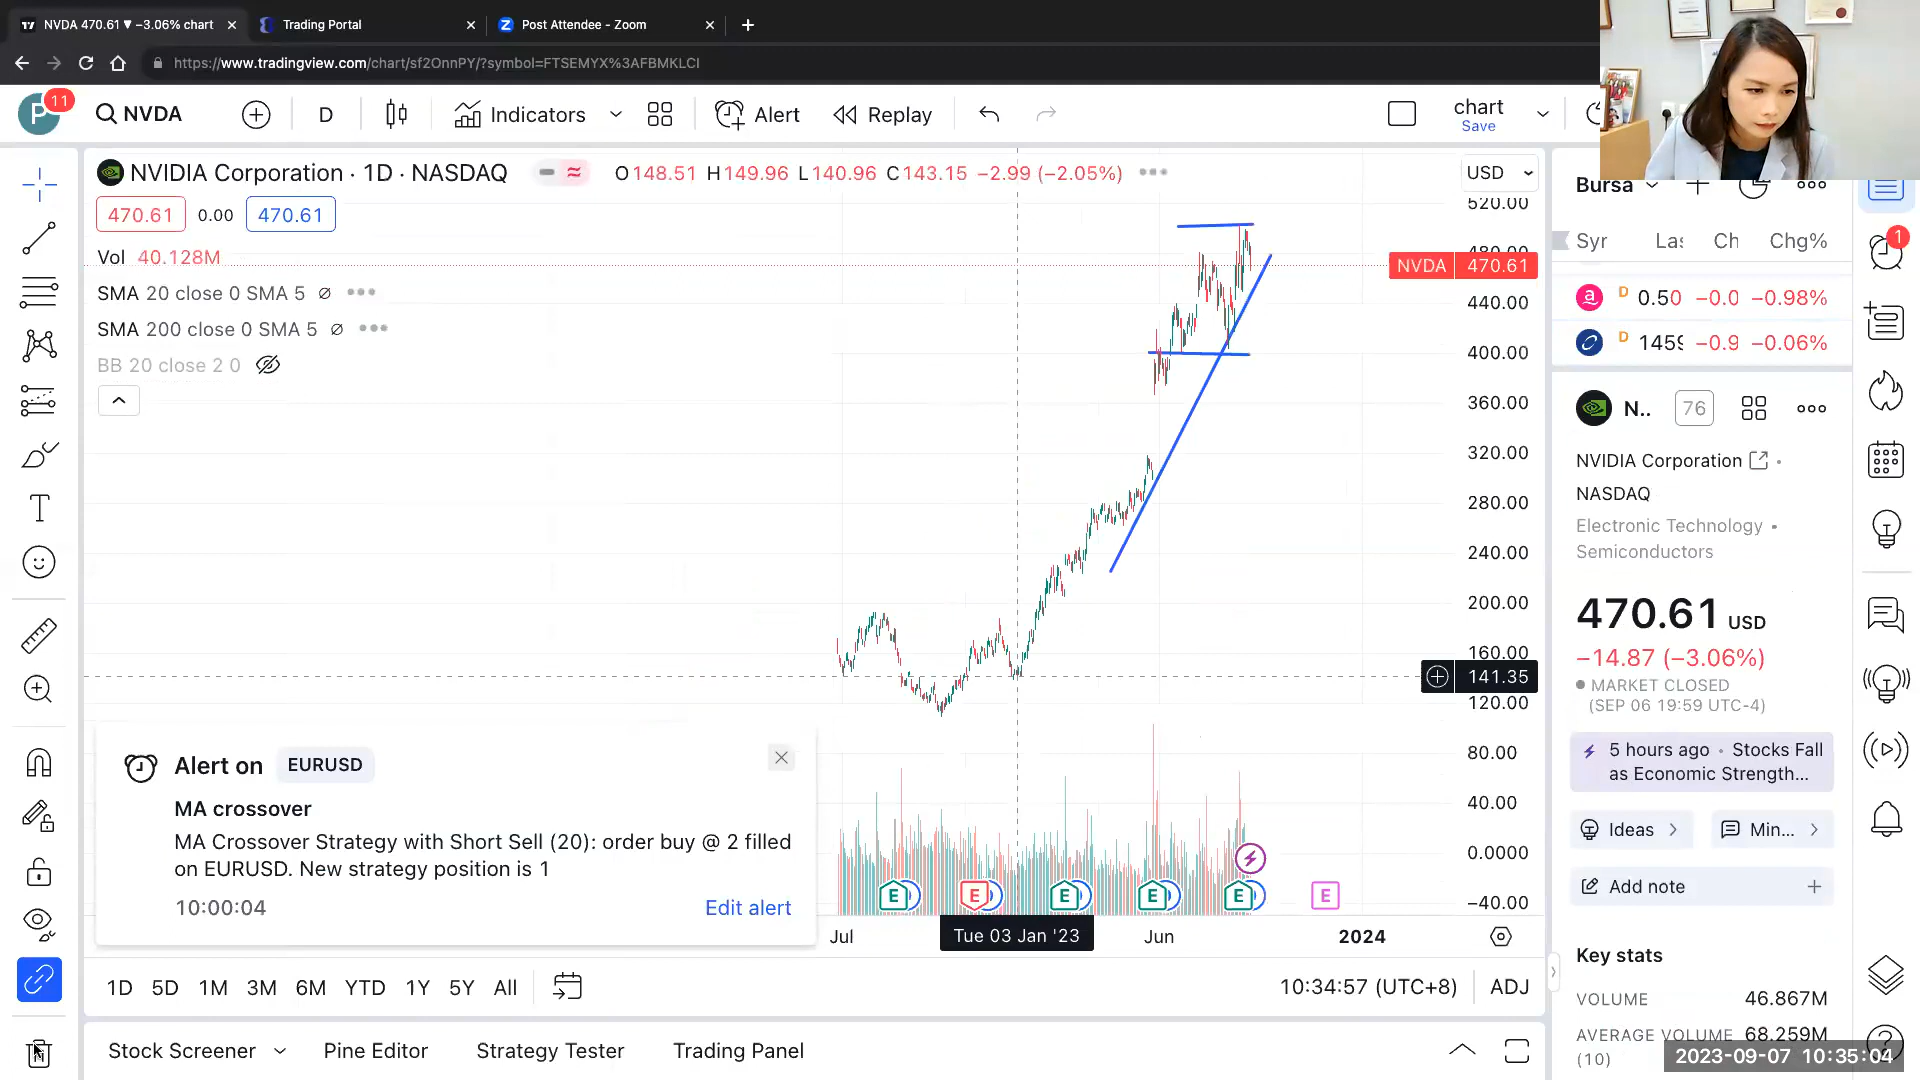 NVDA 470.61 ▼ −3.06% chart
Trading Portal
Post Attendee - Zoom
https://www.tradingview.com/chart/sf2OnnPY/?symbol=FTSEMYX%3AFBMKLCI
P
11
NVDA
D
Indicators
Alert
Replay
chart
Save
NVIDIA Corporation · 1D · NASDAQ
O148.51 H149.96 L140.96 C143.15 −2.99 (−2.05%)
USD
470.61 0.00 470.61
Vol 40.128M
SMA 20 close 0 SMA 5
SMA 200 close 0 SMA 5
BB 20 close 2 0
520.00
480.00
NVDA 470.61
440.00
400.00
360.00
320.00
280.00
240.00
200.00
160.00
141.35
120.00
80.00
40.00
0.0000
−40.00
Alert on EURUSD
MA crossover
MA Crossover Strategy with Short Sell (20): order buy @ 2 filled
on EURUSD. New strategy position is 1
10:00:04
Edit alert
E
E
E
E
E
E
Jul
Tue 03 Jan '23
Jun
2024
1D 5D 1M 3M 6M YTD 1Y 5Y All
10:34:57 (UTC+8)
ADJ
Stock Screener
Pine Editor
Strategy Tester
Trading Panel
Bursa
Chg%
Ch
0.50 −0.0 −0.98%
D
−0.9 −0.06%
D
1
N..
76
NVIDIA Corporation
NASDAQ
Electronic Technology •
Semiconductors
470.61 USD
−14.87 (−3.06%)
MARKET CLOSED
(SEP 06 19:59 UTC-4)
5 hours ago • Stocks Fall
as Economic Strength...
Ideas
Min...
Add note
Key stats
VOLUME 46.867M
AVERAGE VOLUME 68.259M
(10)
2023-09-07 10:35:04